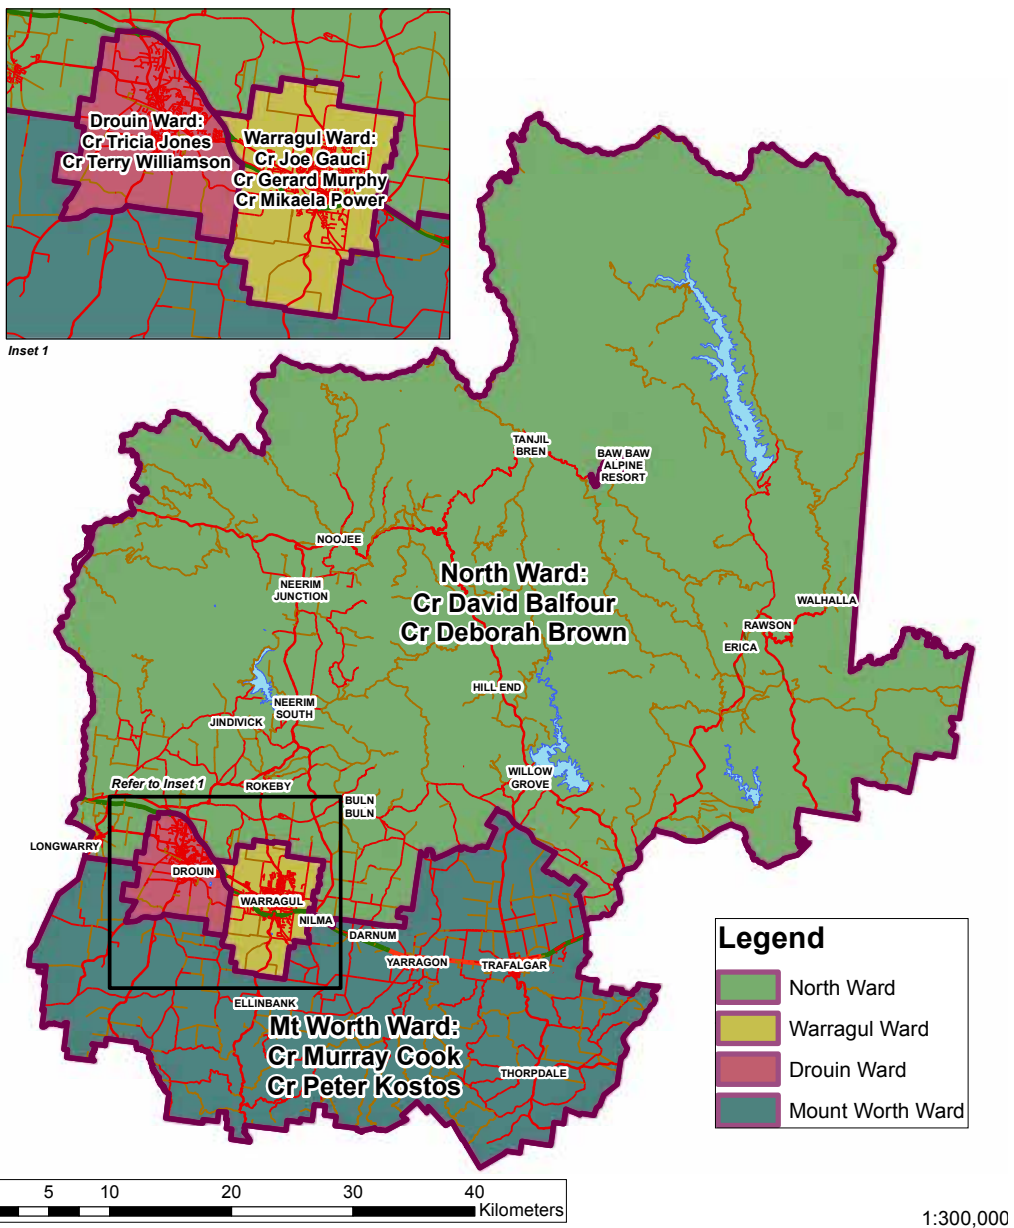 Drouin Ward:
Cr Tricia Jones
Cr Terry Williamson
Warragul Ward:
Cr Joe Gauci
Cr Gerard Murphy
Cr Mikaela Power
Inset 1
TANJIL
BREN
BAW BAW
ALPINE
RESORT
NOOJEE
North Ward:
Cr David Balfour
Cr Deborah Brown
NEERIM
JUNCTION
WALHALLA
RAWSON
ERICA
HILL END
NEERIM
SOUTH
JINDIVICK
WILLOW
GROVE
Refer to Inset 1
ROKEBY
BULN
BULN
LONGWARRY
DROUIN
WARRAGUL
NILMA
DARNUM
YARRAGON
TRAFALGAR
ELLINBANK
Mt Worth Ward:
Cr Murray Cook
Cr Peter Kostos
THORPDALE
Legend
North Ward
Warragul Ward
Drouin Ward
Mount Worth Ward
5 10 20 30 40
Kilometers
1:300,000